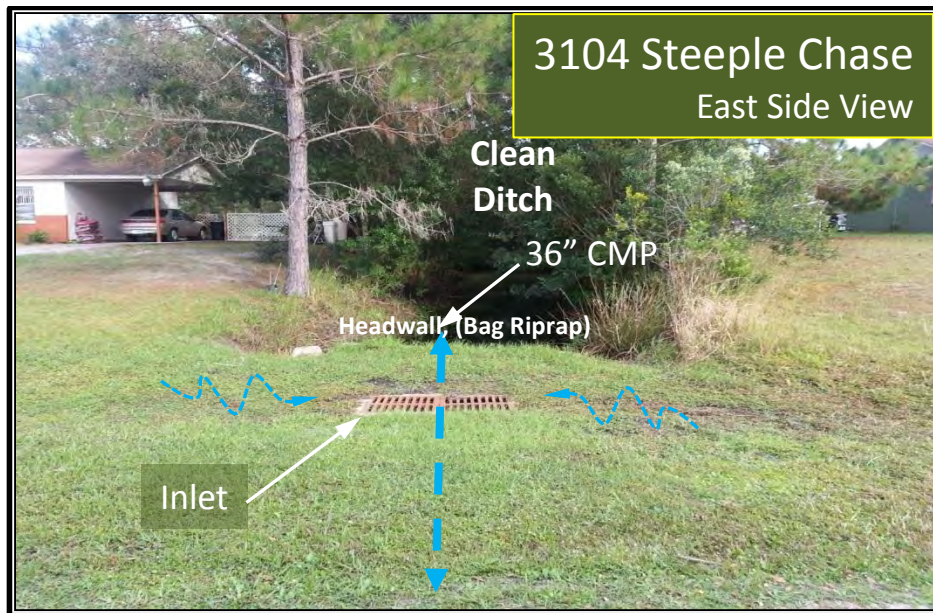 3104 Steeple Chase
East Side View
Clean
Ditch
36” CMP
Headwall, (Bag Riprap)
Inlet